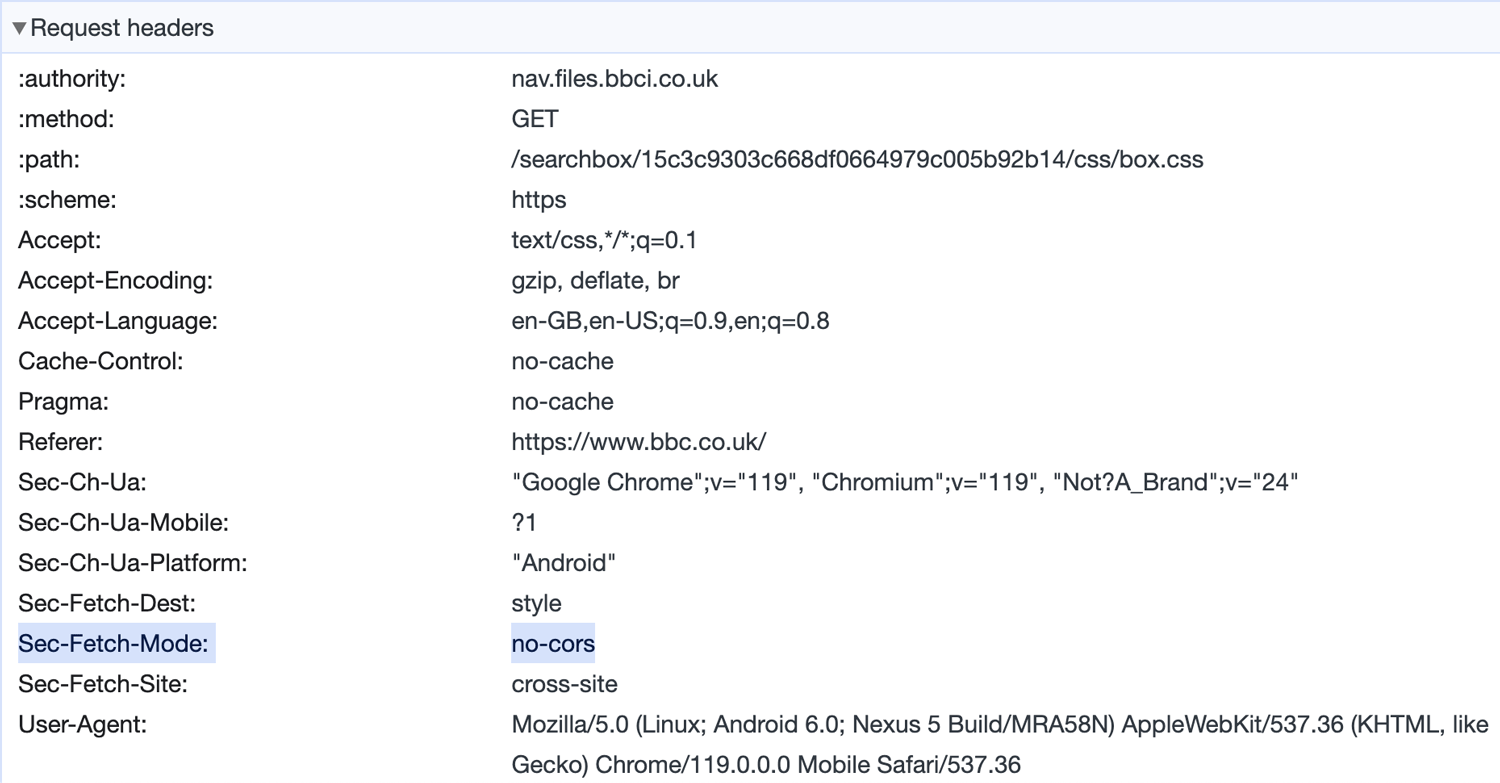 ▼Request headers
:authority: nav.files.bbci.co.uk
:method: GET
:path: /searchbox/15c3c9303c668df0664979c005b92b14/css/box.css
:scheme: https
Accept: text/css,*/*;q=0.1
Accept-Encoding: gzip, deflate, br
Accept-Language: en-GB,en-US;q=0.9,en;q=0.8
Cache-Control: no-cache
Pragma: no-cache
Referer: https://www.bbc.co.uk/
Sec-Ch-Ua: "Google Chrome";v="119", "Chromium";v="119", "Not?A_Brand";v="24"
Sec-Ch-Ua-Mobile: ?1
Sec-Ch-Ua-Platform: "Android"
Sec-Fetch-Dest: style
Sec-Fetch-Mode: no-cors
Sec-Fetch-Site: cross-site
User-Agent: Mozilla/5.0 (Linux; Android 6.0; Nexus 5 Build/MRA58N) AppleWebKit/537.36 (KHTML, like
Gecko) Chrome/119.0.0.0 Mobile Safari/537.36